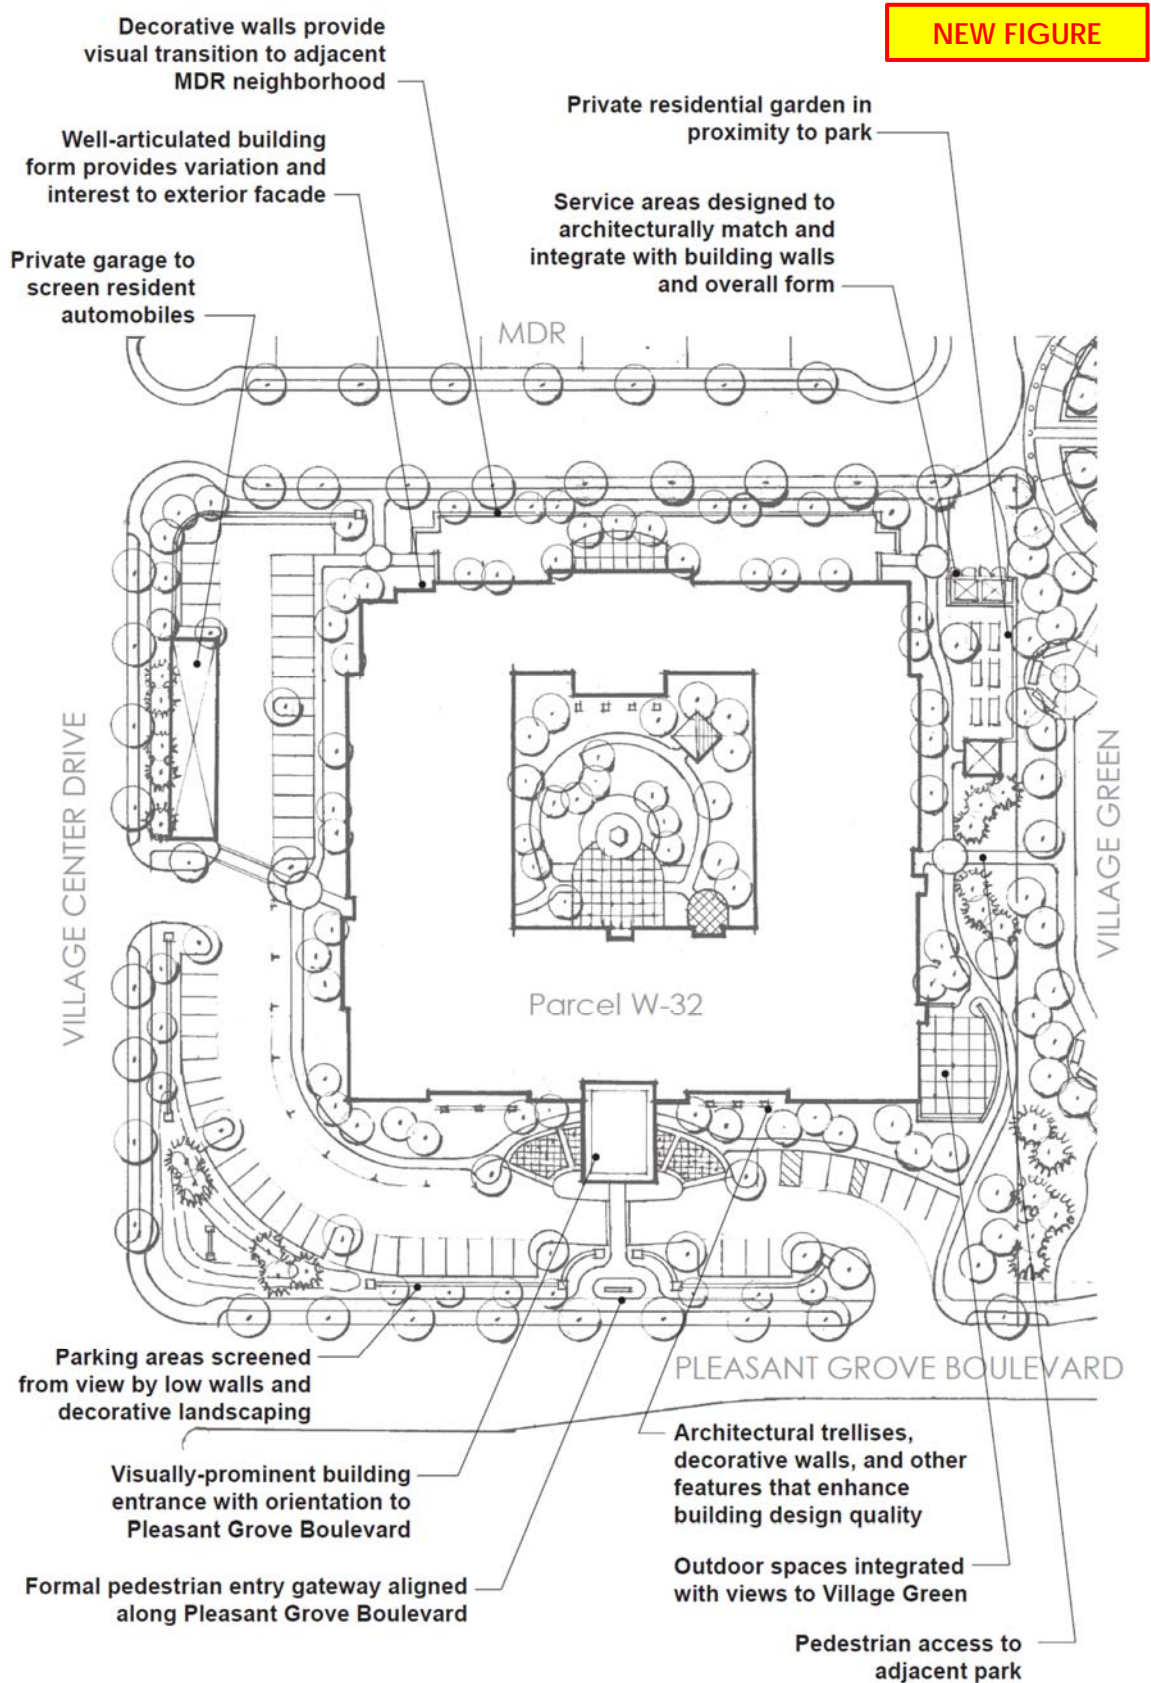 NEW FIGURE
Decorative walls provide
visual transition to adjacent
MDR neighborhood
Private residential garden in
proximity to park
Well-articulated building
form provides variation and
interest to exterior facade
Service areas designed to
architecturally match and
integrate with building walls
and overall form
Private garage to
screen resident
automobiles
MDR
VILLAGE CENTER DRIVE
VILLAGE GREEN
Parcel W-32
PLEASANT GROVE BOULEVARD
Parking areas screened
from view by low walls and
decorative landscaping
Architectural trellises,
decorative walls, and other
features that enhance
building design quality
Visually-prominent building
entrance with orientation to
Pleasant Grove Boulevard
Outdoor spaces integrated
with views to Village Green
Formal pedestrian entry gateway aligned
along Pleasant Grove Boulevard
Pedestrian access to
adjacent park